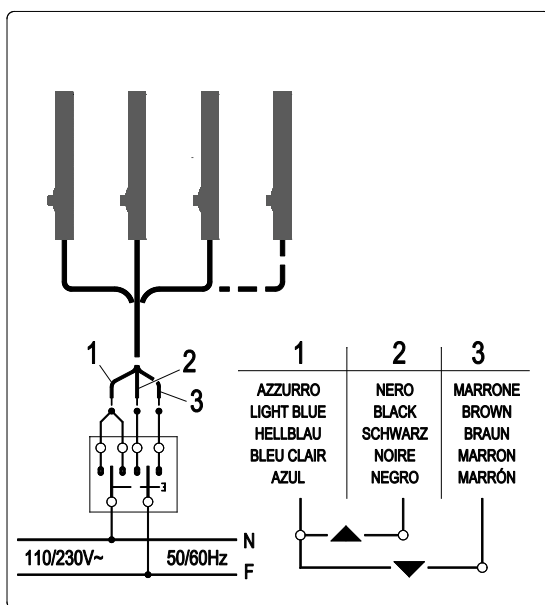 1
2
3
1 2 3
AZZURRO NERO MARRONE
LIGHT BLUE BLACK BROWN
HELLBLAU SCHWARZ BRAUN
BLEU CLAIR NOIRE MARRON
AZUL NEGRO MARRÓN
N
110/230V~ 50/60Hz
F